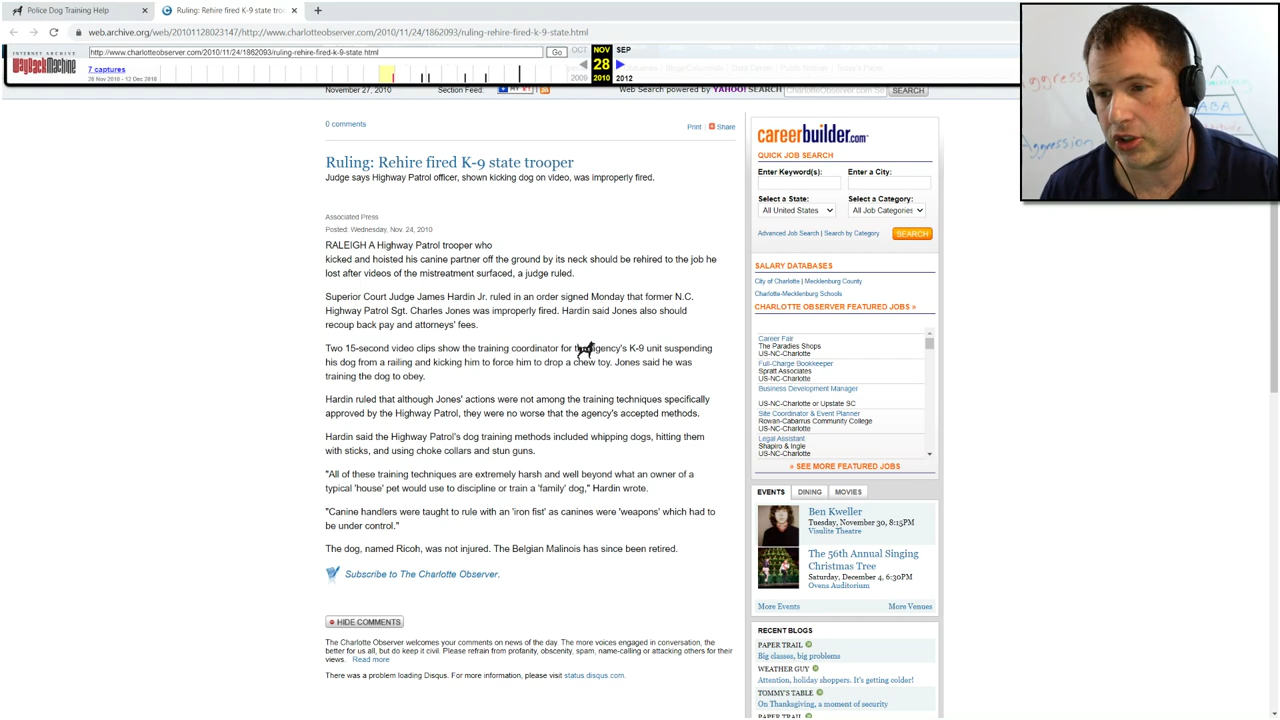 Police Dog Training Help
Ruling: Rehire fired K-9 state tro
web.archive.org/web/20101128023147/http://www.charlotteobserver.com/2010/11/24/1862093/ruling-rehire-fired-k-9-state.html
INTERNET ARCHIVE
WayBackMachine
http://www.charlotteobserver.com/2010/11/24/1862093/ruling-rehire-fired-k-9-state.html
Go
OCT NOV SEP
28
2009 2010 2012
7 captures
28 Nov 2010 - 12 Dec 2010
November 27, 2010
Section Feed:
MY Y!
Web Search powered by YAHOO! SEARCH
SEARCH
0 comments
Print
Share
Ruling: Rehire fired K-9 state trooper
Judge says Highway Patrol officer, shown kicking dog on video, was improperly fired.
Associated Press
Posted: Wednesday, Nov. 24, 2010
RALEIGH A Highway Patrol trooper who
kicked and hoisted his canine partner off the ground by its neck should be rehired to the job he
lost after videos of the mistreatment surfaced, a judge ruled.
Superior Court Judge James Hardin Jr. ruled in an order signed Monday that former N.C.
Highway Patrol Sgt. Charles Jones was improperly fired. Hardin said Jones also should
recoup back pay and attorneys' fees.
Two 15-second video clips show the training coordinator for the agency's K-9 unit suspending
his dog from a railing and kicking him to force him to drop a chew toy. Jones said he was
training the dog to obey.
Hardin ruled that although Jones' actions were not among the training techniques specifically
approved by the Highway Patrol, they were no worse that the agency's accepted methods.
Hardin said the Highway Patrol's dog training methods included whipping dogs, hitting them
with sticks, and using choke collars and stun guns.
"All of these training techniques are extremely harsh and well beyond what an owner of a
typical 'house' pet would use to discipline or train a 'family' dog," Hardin wrote.
"Canine handlers were taught to rule with an 'iron fist' as canines were 'weapons' which had to
be under control."
The dog, named Ricoh, was not injured. The Belgian Malinois has since been retired.
Subscribe to The Charlotte Observer.
HIDE COMMENTS
The Charlotte Observer welcomes your comments on news of the day. The more voices engaged in conversation, the
better for us all, but do keep it civil. Please refrain from profanity, obscenity, spam, name-calling or attacking others for their
views. Read more
There was a problem loading Disqus. For more information, please visit status.disqus.com.
careerbuilder.com
QUICK JOB SEARCH
Enter Keyword(s): Enter a City:
Select a State: Select a Category:
All United States All Job Categories
Advanced Job Search | Search by Category
SEARCH
SALARY DATABASES
City of Charlotte | Mecklenburg County
Charlotte-Mecklenburg Schools
CHARLOTTE OBSERVER FEATURED JOBS »
Career Fair
The Paradies Shops
US-NC-Charlotte
Full-Charge Bookkeeper
Spratt Associates
US-NC-Charlotte
Business Development Manager
US-NC-Charlotte or Upstate SC
Site Coordinator & Event Planner
Rowan-Cabarrus Community College
US-NC-Charlotte
Legal Assistant
Shapiro & Ingle
US-NC-Charlotte
» SEE MORE FEATURED JOBS
EVENTS DINING MOVIES
Ben Kweller
Tuesday, November 30, 8:15PM
Visulite Theatre
The 56th Annual Singing
Christmas Tree
Saturday, December 4, 6:30PM
Ovens Auditorium
More Events
More Venues
RECENT BLOGS
PAPER TRAIL
Big classes, big problems
WEATHER GUY
Attention, holiday shoppers. It's getting colder!
TOMMY'S TABLE
On Thanksgiving, a moment of security
PAPER TRAIL
Aggress
ABA
Aggression